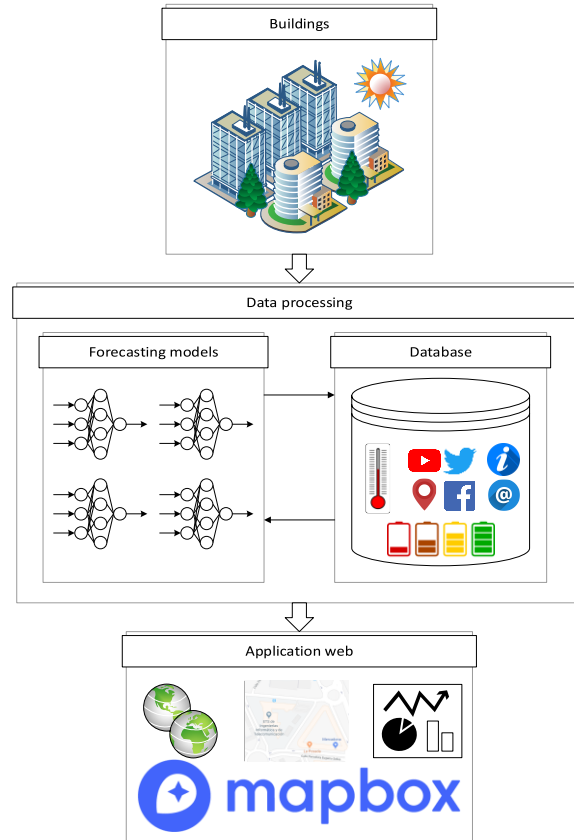 Buildings
Data processing
Forecasting models
Database
Application web
mapbox